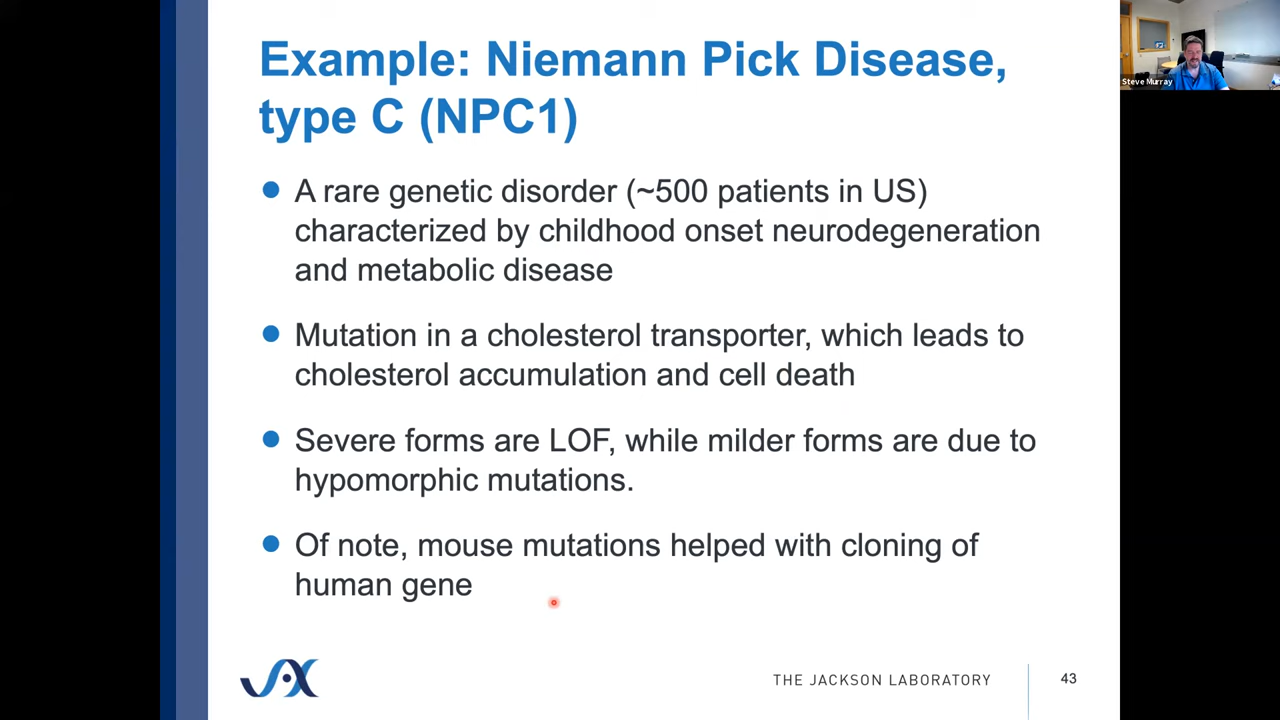 Example: Niemann Pick Disease,
type C (NPC1)
A rare genetic disorder (~500 patients in US)
characterized by childhood onset neurodegeneration
and metabolic disease
Mutation in a cholesterol transporter, which leads to
cholesterol accumulation and cell death
Severe forms are LOF, while milder forms are due to
hypomorphic mutations.
Of note, mouse mutations helped with cloning of
human gene
JAX
THE JACKSON LABORATORY
43
Steve Murray